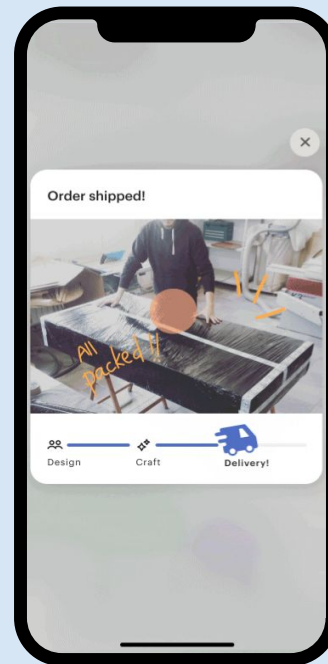 Order shipped!
All
packed!!
Design
Craft
Delivery!